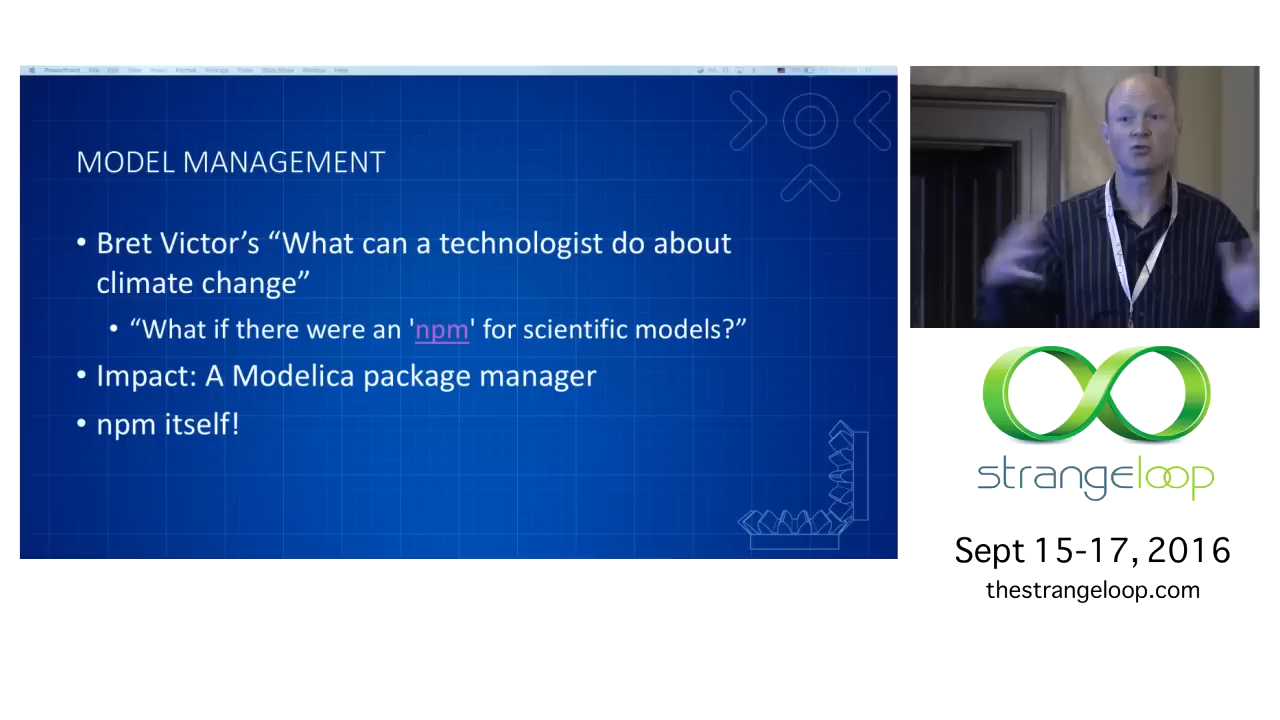 MODEL MANAGEMENT
• Bret Victor’s “What can a technologist do about
climate change”
• “What if there were an 'npm' for scientific models?”
• Impact: A Modelica package manager
• npm itself!
strangeloop
Sept 15-17, 2016
thestrangeloop.com